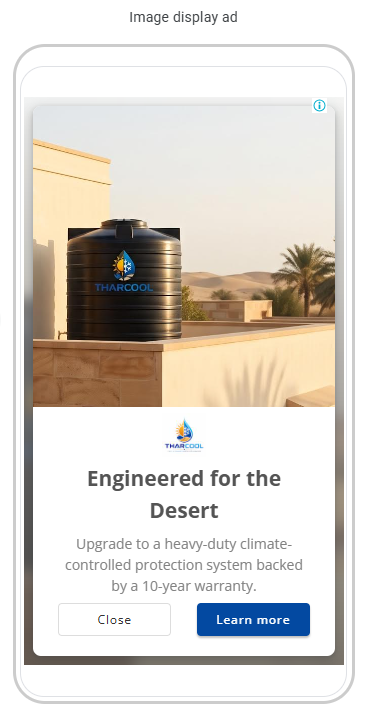 Image display ad
THARCOOL
THARCOOL
Engineered for the
Desert
Upgrade to a heavy-duty climate-
controlled protection system backed
by a 10-year warranty.
Close
Learn more